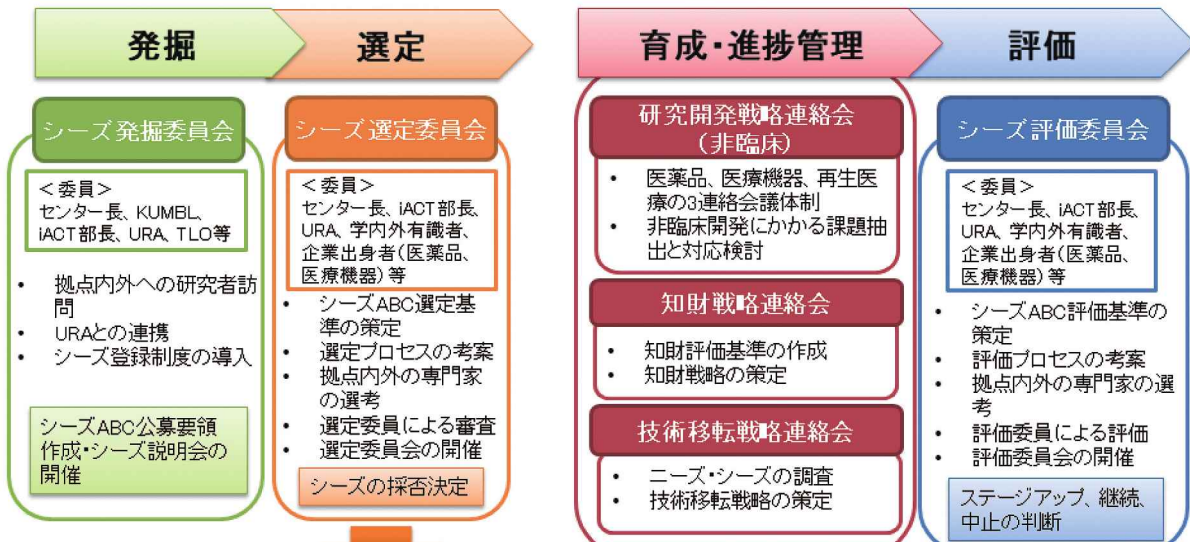 発掘
選定
育成・進捗管理
評価
シーズ発掘委員会
＜委員＞
センター長、KUMBL、
iACT部長、URA、TLO等
• 拠点内外への研究者訪
問
• URAとの連携
• シーズ登録制度の導入
シーズABC公募要領
作成・シーズ説明会の
開催
シーズ選定委員会
＜委員＞
センター長、iACT部長、
URA、学内外有識者、
企業出身者(医薬品、
医療機器)等
• シーズABC選定基
準の策定
• 選定プロセスの考案
• 拠点内外の専門家
の選考
• 選定委員による審査
• 選定委員会の開催
シーズの採否決定
研究開発戦略連絡会
(非臨床)
• 医薬品、医療機器、再生医
療の3連絡会議体制
• 非臨床開発にかかる課題抽
出と対応検討
知財戦略連絡会
• 知財評価基準の作成
• 知財戦略の策定
技術移転戦略連絡会
• ニーズ・シーズの調査
• 技術移転戦略の策定
シーズ評価委員会
＜委員＞
センター長、iACT部長、
URA、学内外有識者、
企業出身者(医薬品、
医療機器)等
• シーズABC評価基準の
策定
• 評価プロセスの考案
• 拠点内外の専門家の選
考
• 評価委員による評価
• 評価委員会の開催
ステージアップ、継続、
中止の判断